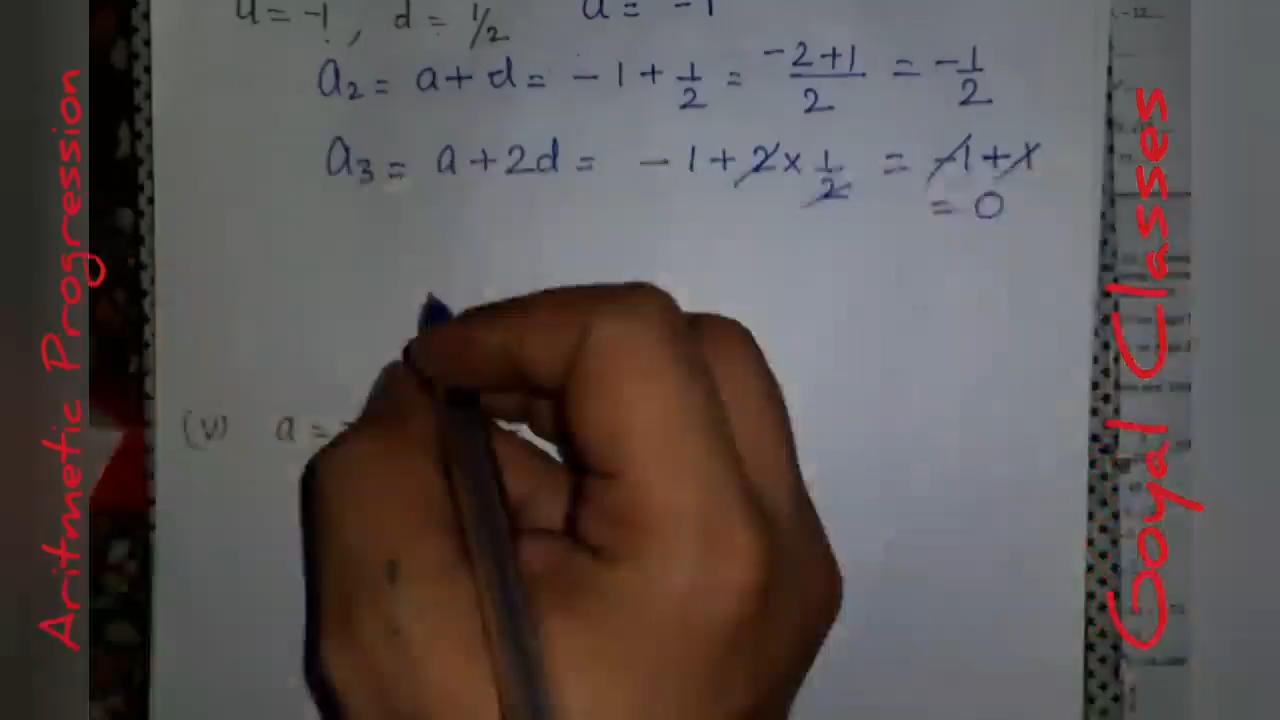 Aritmetic Progression
a = -1, d = 1/2 a = -1
a₂ = a + d = -1 + 1/2 = (-2+1)/2 = -1/2
a₃ = a + 2d = -1 + 2 × 1/2 = -1 + 1
= 0
(v) a =
Goyal Classes